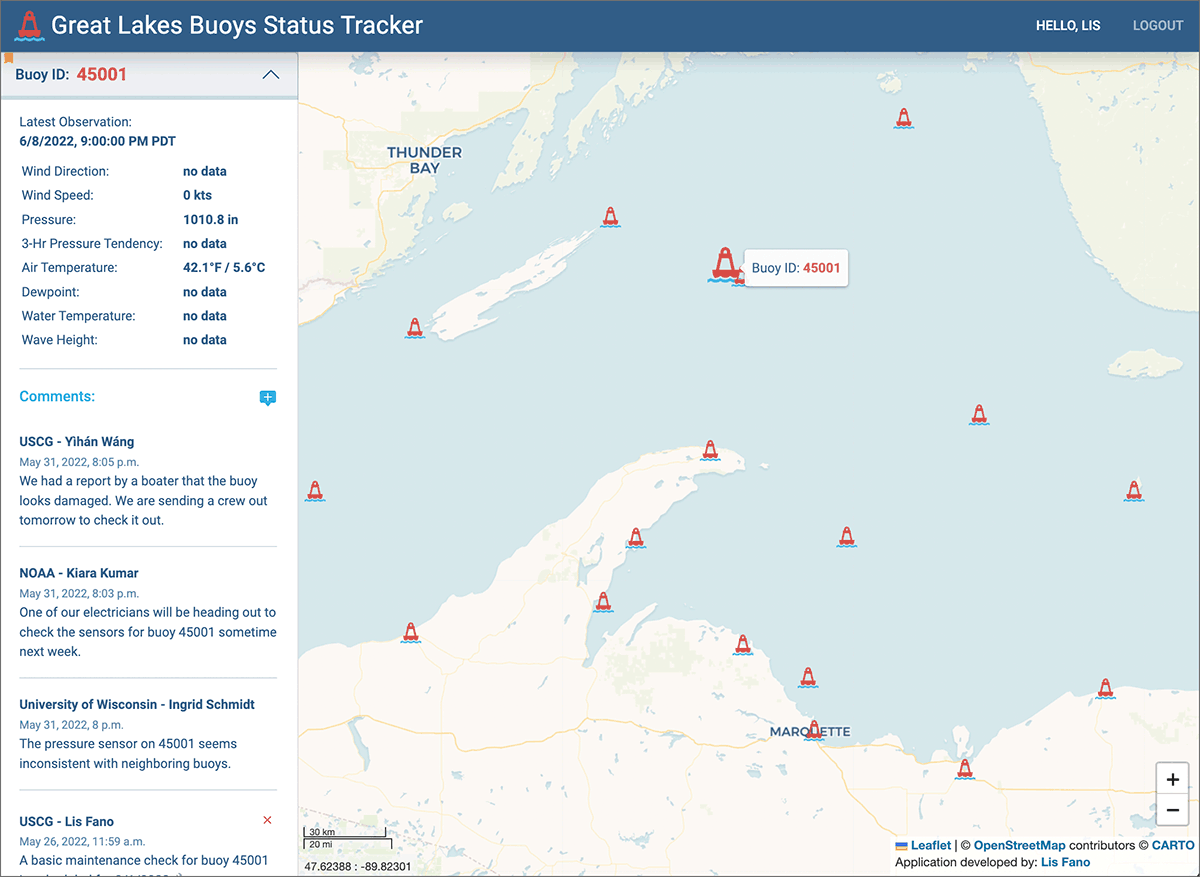 Great Lakes Buoys Status Tracker
HELLO, LIS
LOGOUT
Buoy ID: 45001
Latest Observation:
6/8/2022, 9:00:00 PM PDT
Wind Direction: no data
Wind Speed: 0 kts
Pressure: 1010.8 in
3-Hr Pressure Tendency: no data
Air Temperature: 42.1°F / 5.6°C
Dewpoint: no data
Water Temperature: no data
Wave Height: no data
Comments:
USCG - Yìhán Wáng
May 31, 2022, 8:05 p.m.
We had a report by a boater that the buoy
looks damaged. We are sending a crew out
tomorrow to check it out.
NOAA - Kiara Kumar
May 31, 2022, 8:03 p.m.
One of our electricians will be heading out to
check the sensors for buoy 45001 sometime
next week.
University of Wisconsin - Ingrid Schmidt
May 31, 2022, 8 p.m.
The pressure sensor on 45001 seems
inconsistent with neighboring buoys.
USCG - Lis Fano
May 26, 2022, 11:59 a.m.
A basic maintenance check for buoy 45001
THUNDER
BAY
Buoy ID: 45001
MARQUETTE
30 km
20 mi
47.62388 : -89.82301
+
−
Leaflet | © OpenStreetMap contributors © CARTO
Application developed by: Lis Fano